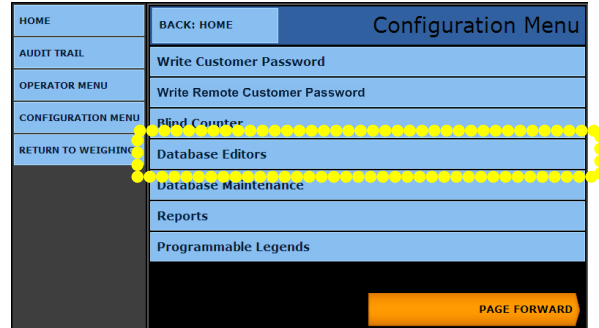 HOME
AUDIT TRAIL
OPERATOR MENU
CONFIGURATION MENU
RETURN TO WEIGHING
BACK: HOME
Configuration Menu
Write Customer Password
Write Remote Customer Password
Blind Counter
Database Editors
Database Maintenance
Reports
Programmable Legends
PAGE FORWARD